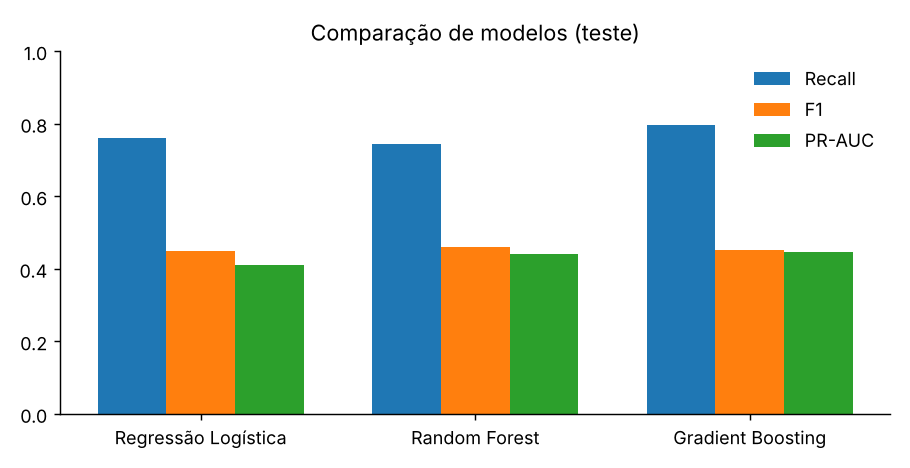 Comparação de modelos (teste)
1.0
0.8
0.6
0.4
0.2
0.0
Recall
F1
PR-AUC
Regressão Logística
Random Forest
Gradient Boosting